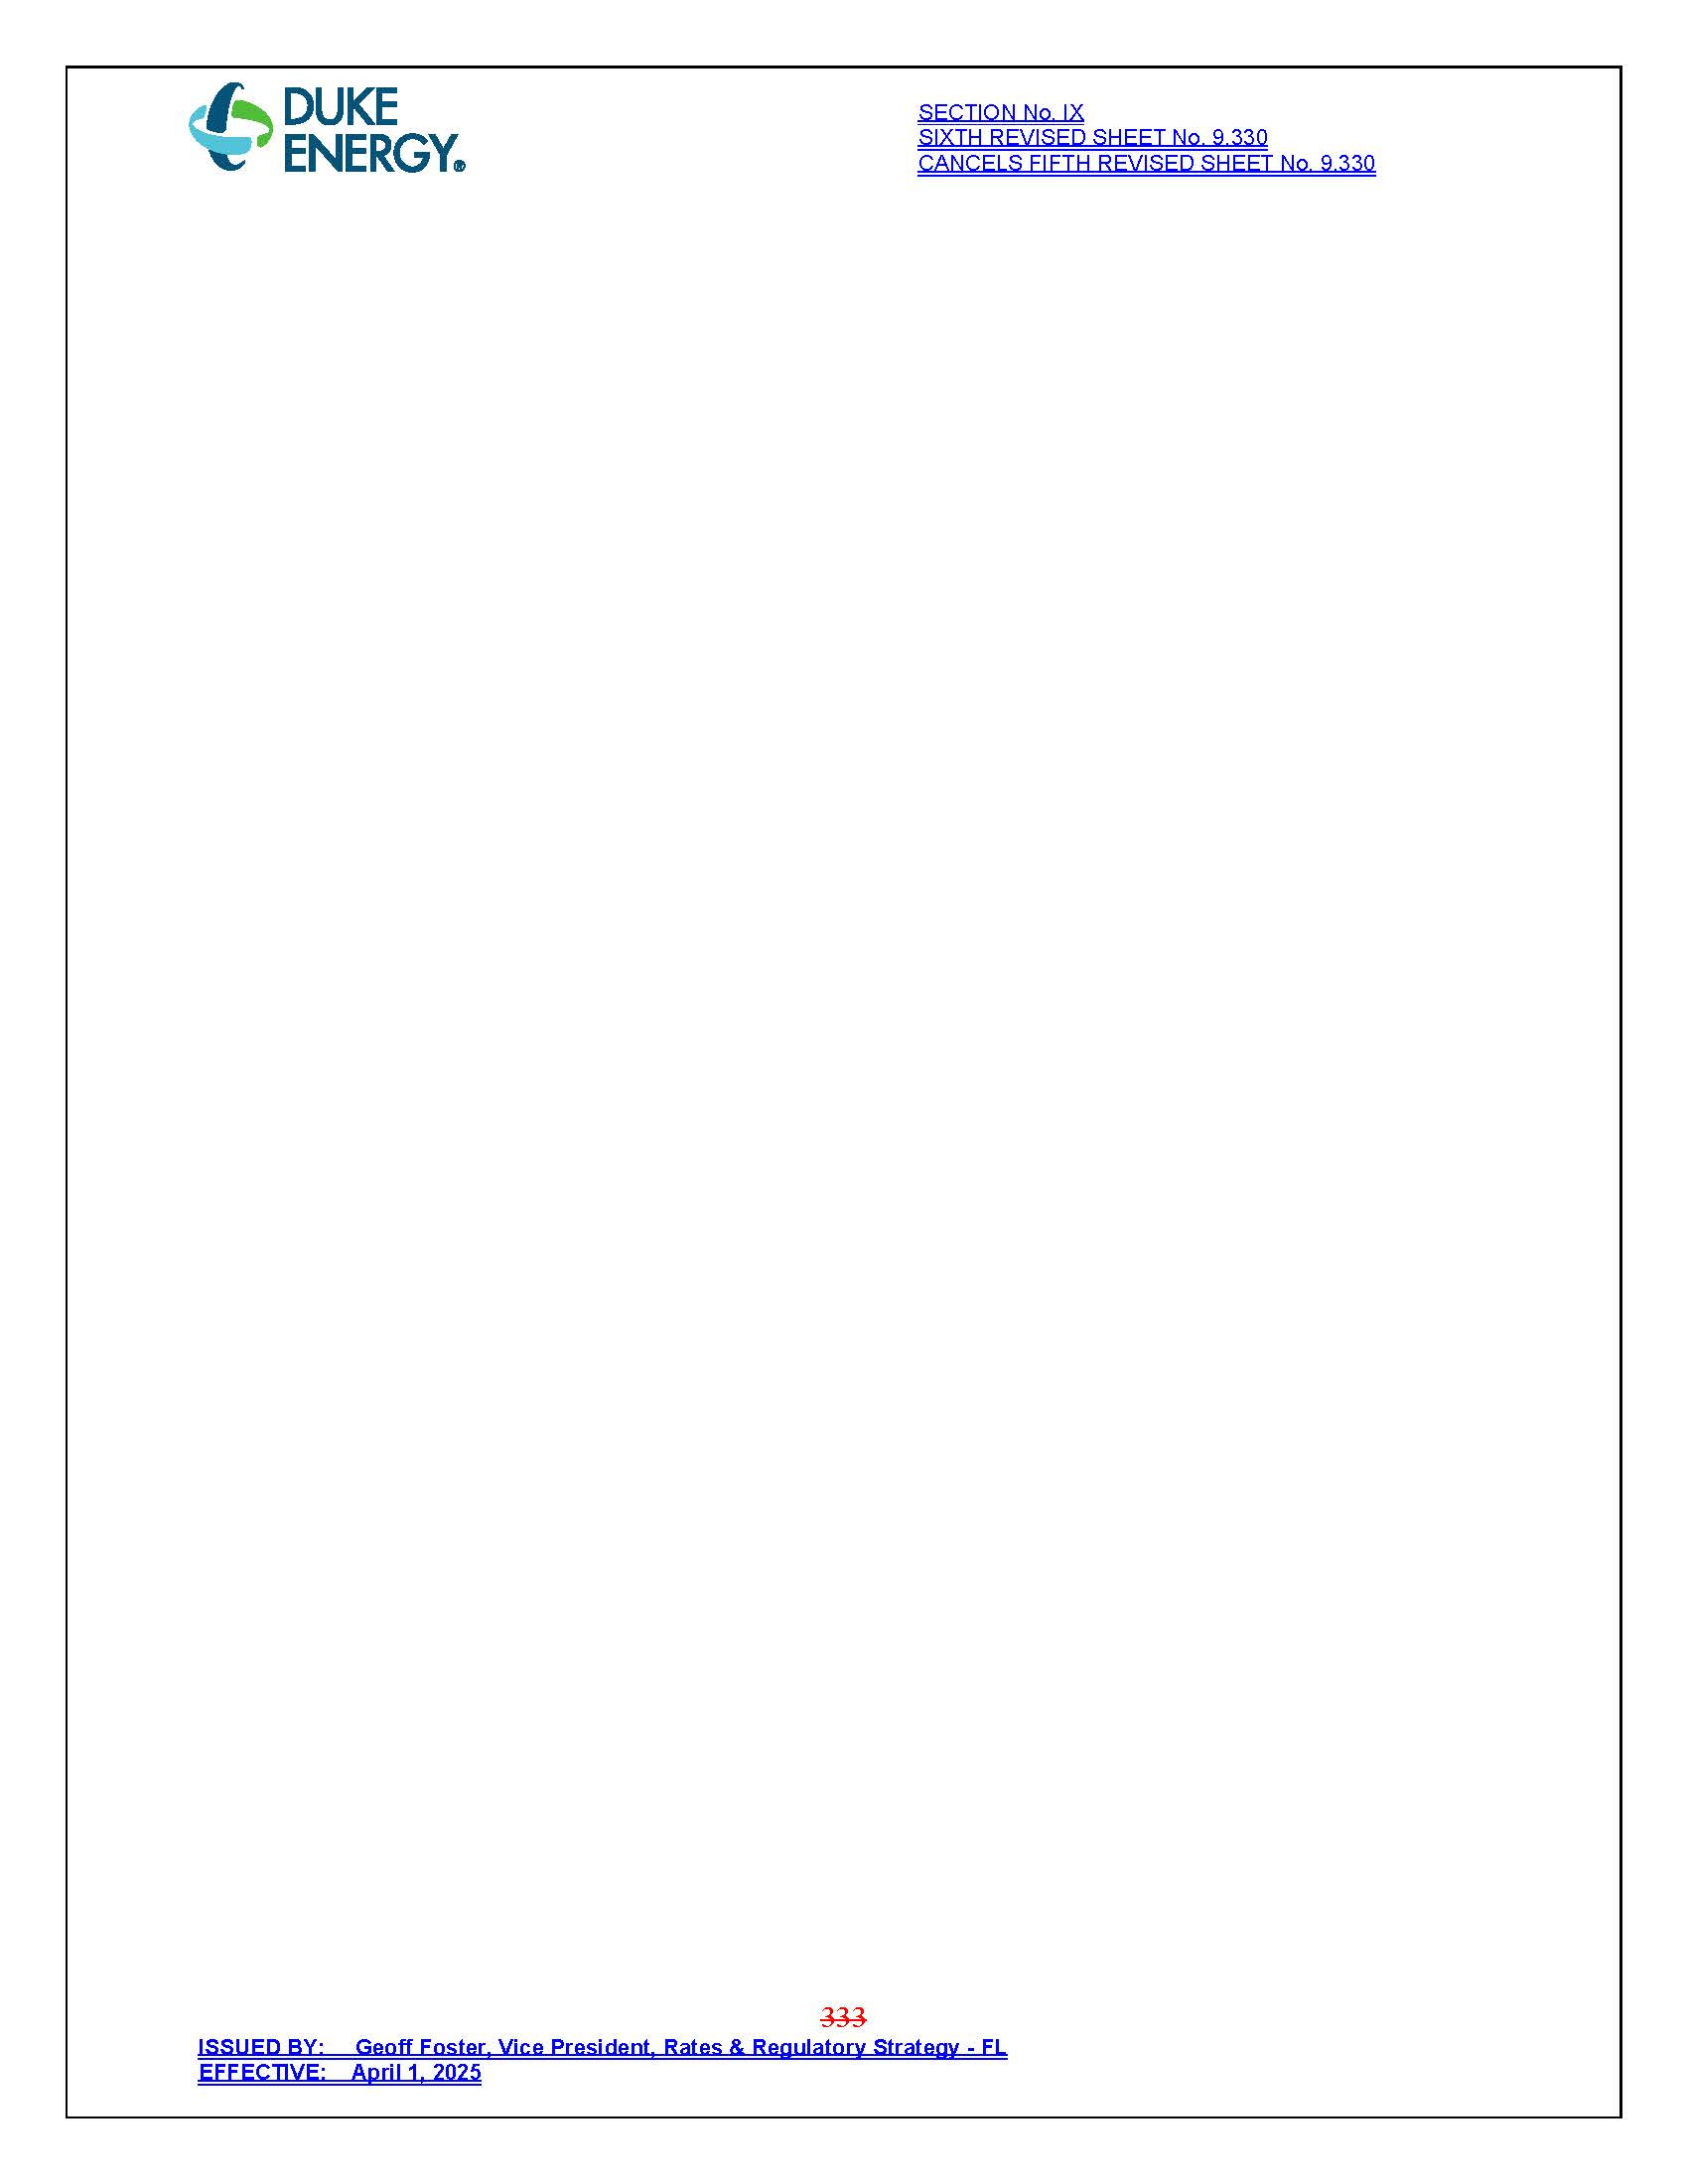 DUKE
ENERGY®
SECTION No. IX
SIXTH REVISED SHEET No. 9.330
CANCELS FIFTH REVISED SHEET No. 9.330
333
ISSUED BY: Geoff Foster, Vice President, Rates & Regulatory Strategy - FL
EFFECTIVE: April 1, 2025